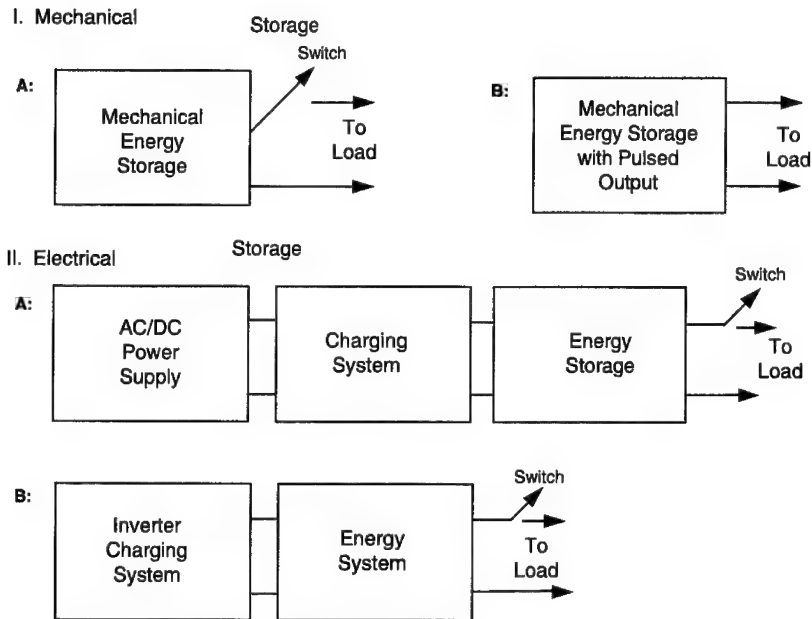 I. Mechanical
Storage
Switch
A:
Mechanical
Energy
Storage
To
Load
B:
Mechanical
Energy Storage
with Pulsed
Output
To
Load
II. Electrical
Storage
A:
AC/DC
Power
Supply
Charging
System
Energy
Storage
Switch
To
Load
B:
Inverter
Charging
System
Energy
System
Switch
To
Load